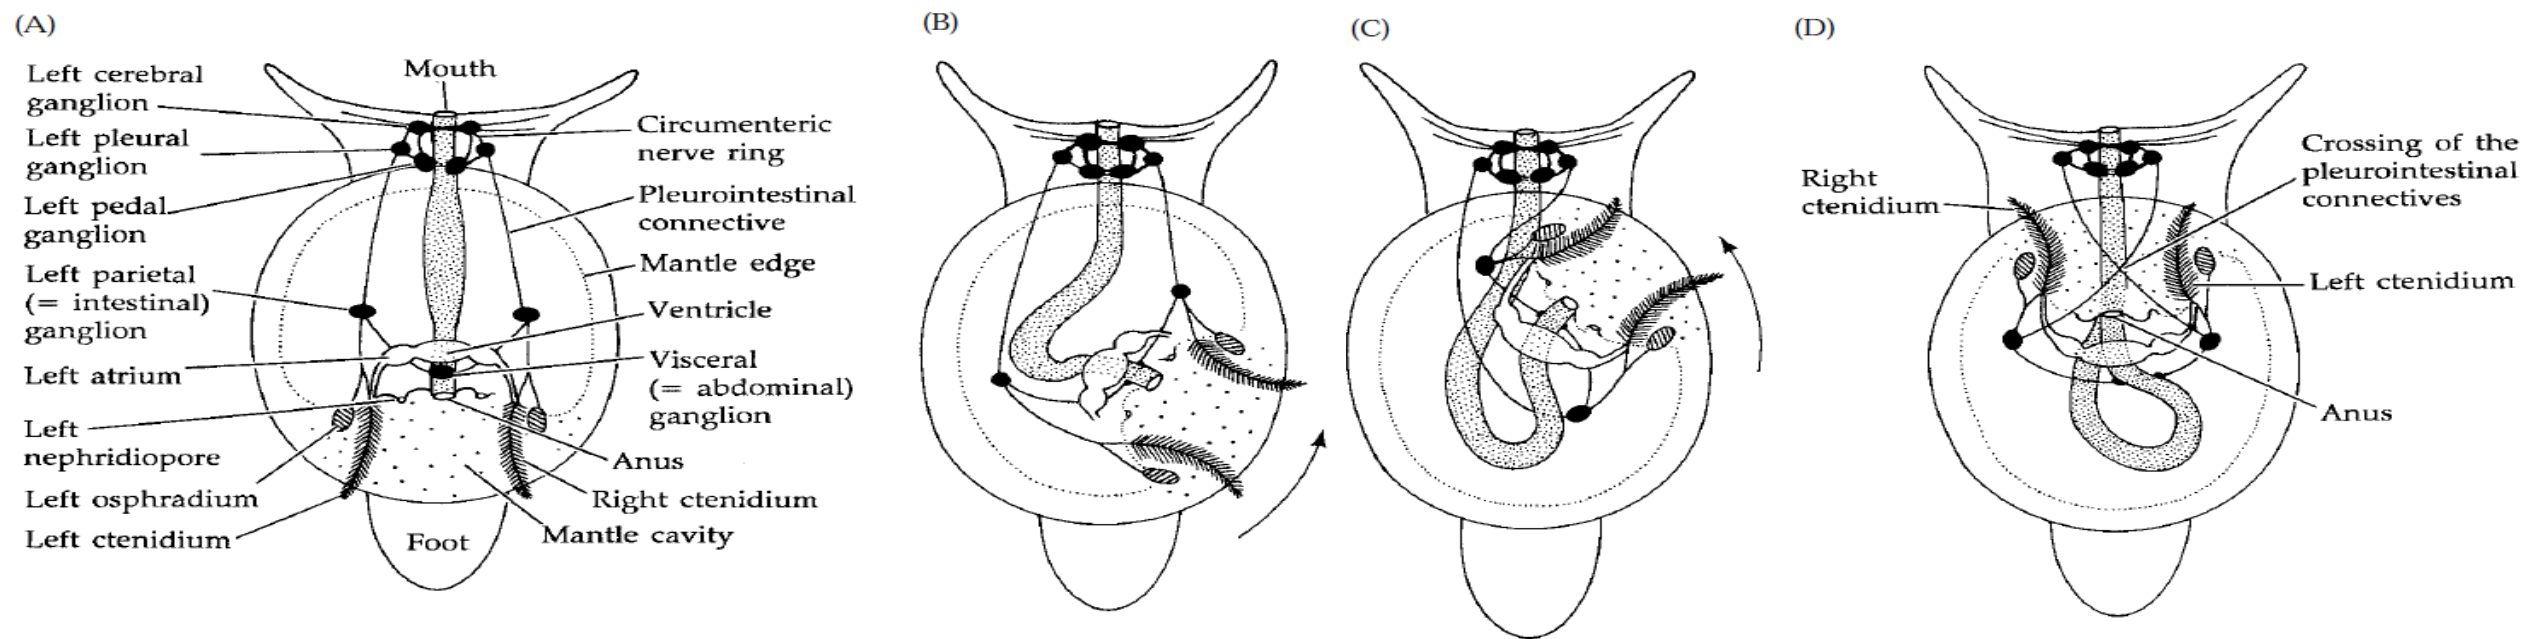 (A)
Left cerebral
ganglion
Left pleural
ganglion
Left pedal
ganglion
Left parietal
(= intestinal)
ganglion
Left atrium
Left
nephridiopore
Left osphradium
Left ctenidium
Mouth
Circumenteric
nerve ring
Pleurointestinal
connective
Mantle edge
Ventricle
Visceral
(= abdominal)
ganglion
Anus
Right ctenidium
Mantle cavity
Foot
(B)
(C)
(D)
Right
ctenidium
Crossing of the
pleurointestinal
connectives
Left ctenidium
Anus